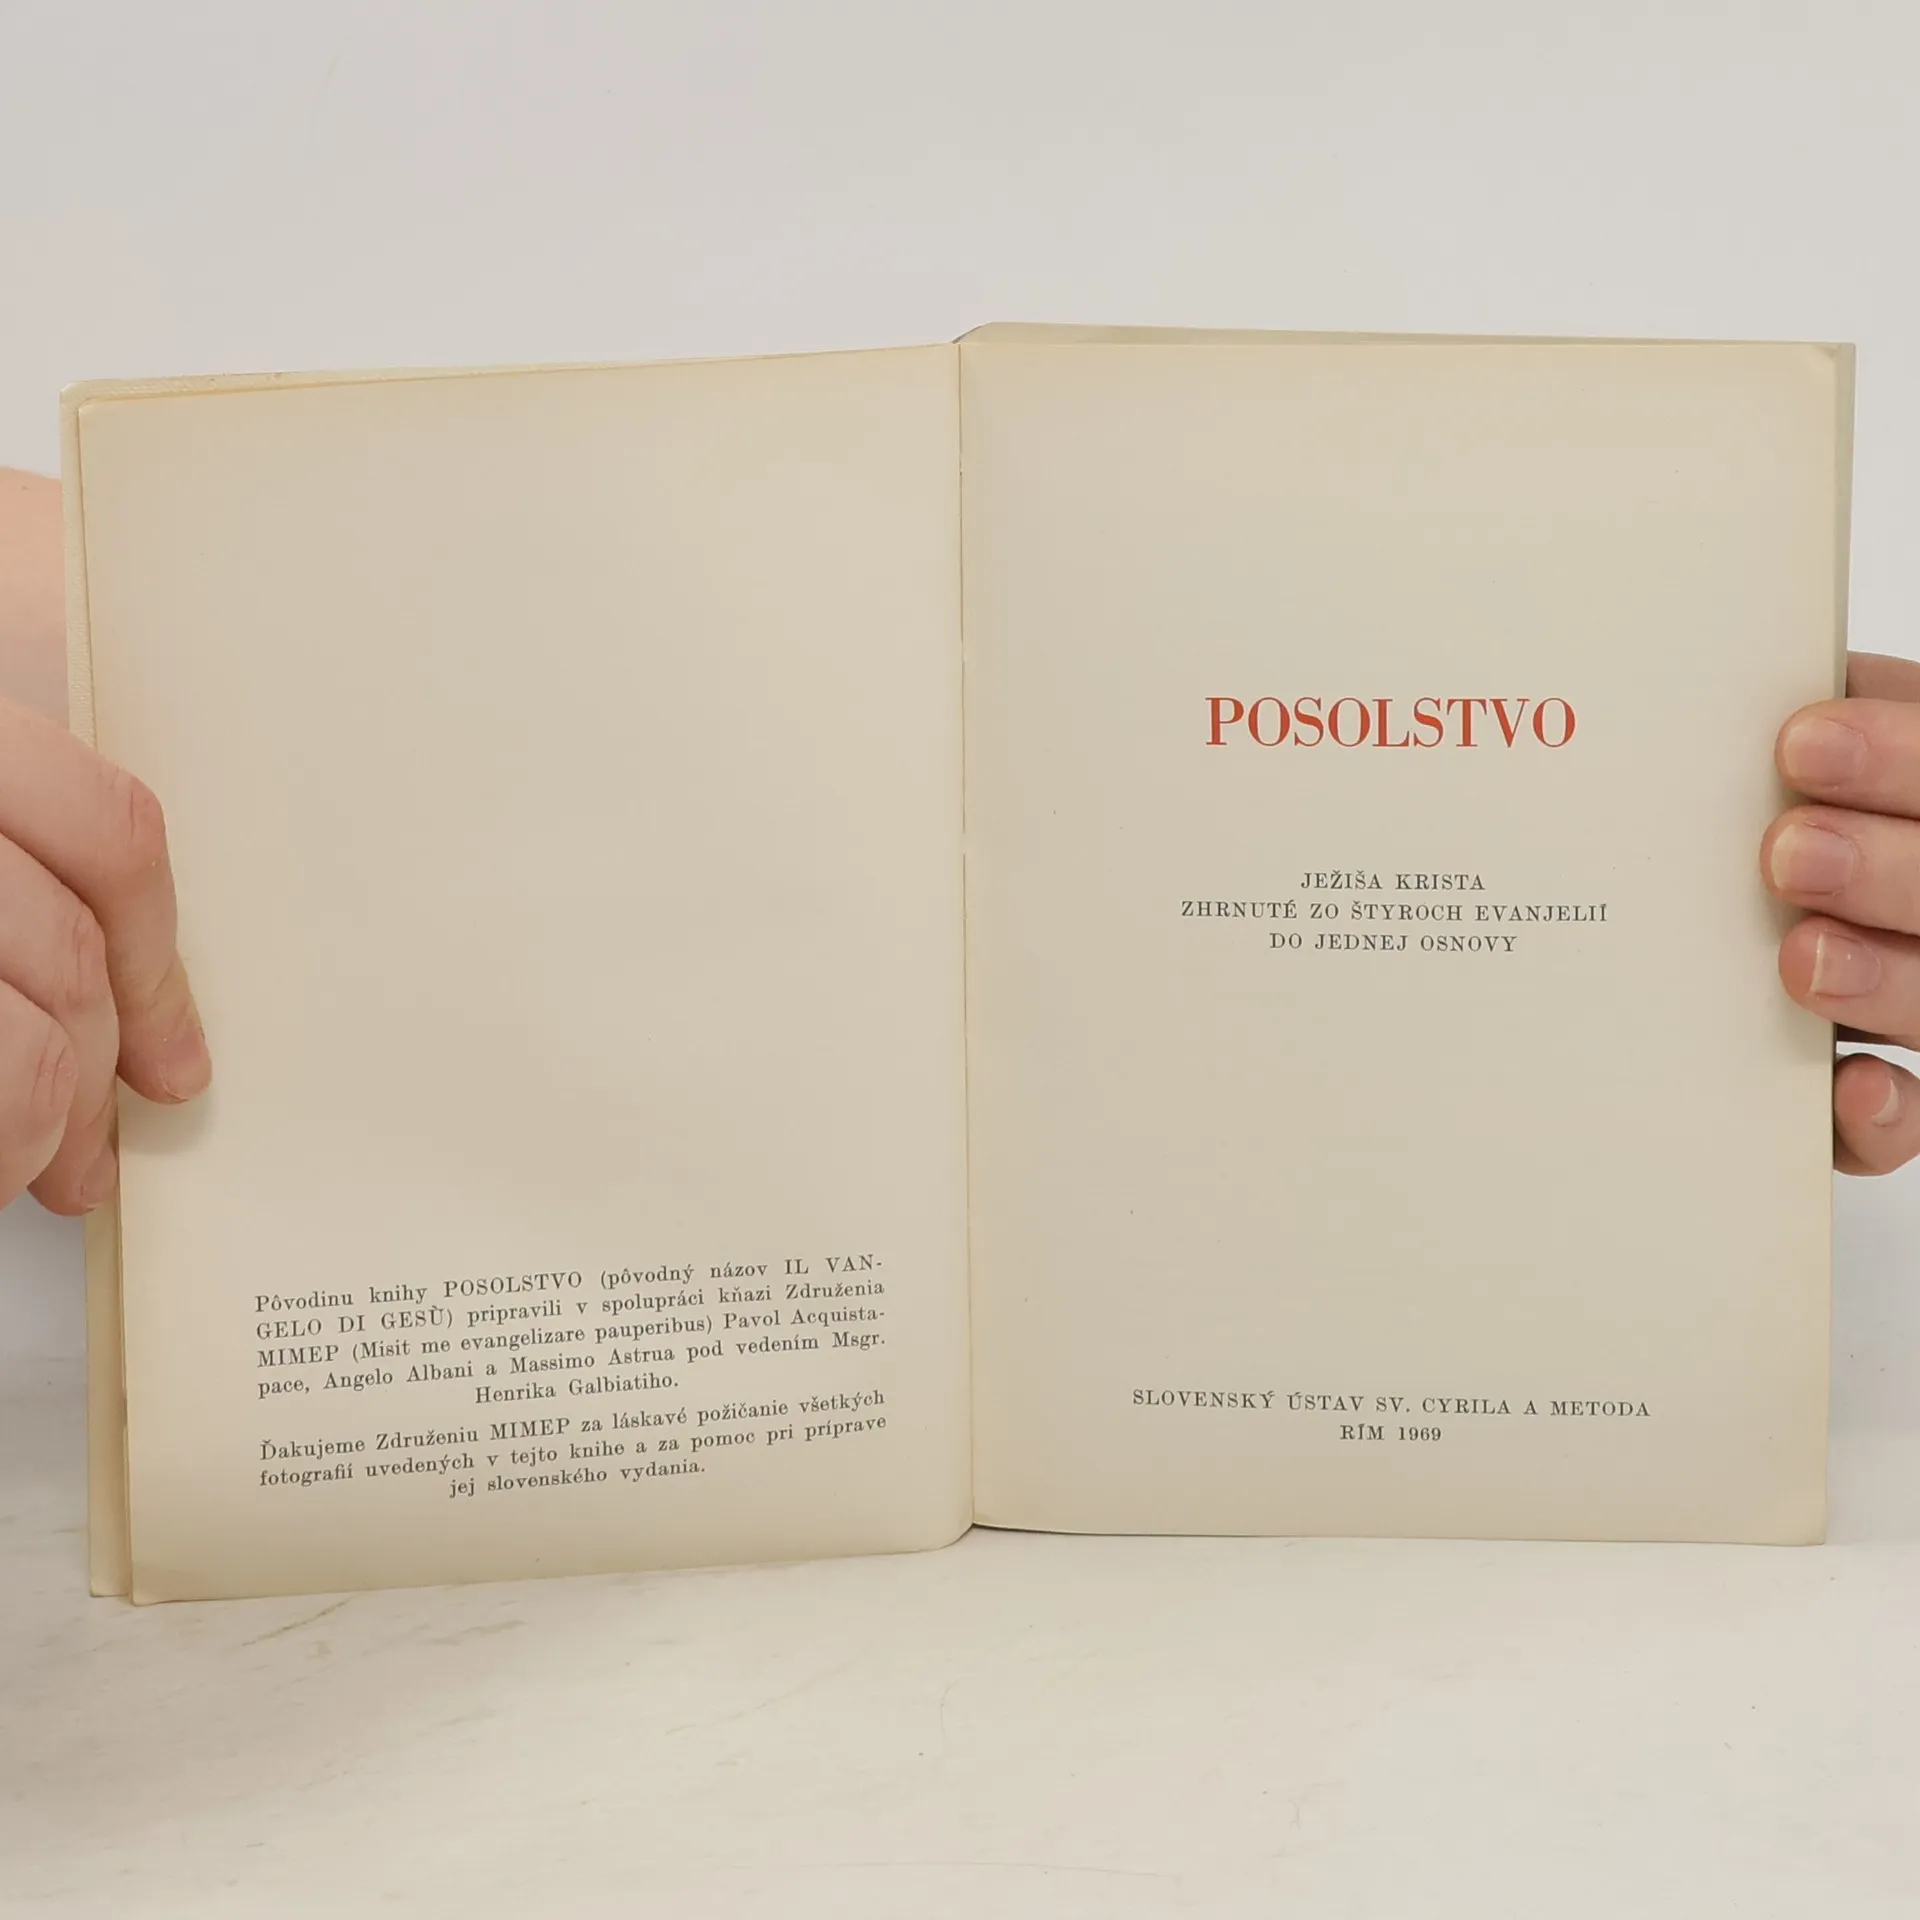 Pôvodinu knihy POSOLSTVO (pôvodný názov IL VAN-
GELO DI GESÙ) pripravili v spolupráci kňazi Združenia
MIMEP (Misit me evangelizare pauperibus) Pavol Acquista-
pace, Angelo Albani a Massimo Astrua pod vedením Msgr.
Henrika Galbiatiho.
Ďakujeme Združeniu MIMEP za láskavé požičanie všetkých
fotografií uvedených v tejto knihe a za pomoc pri príprave
jej slovenského vydania.
POSOLSTVO
JEŽIŠA KRISTA
ZHRNUTÉ ZO ŠTYROCH EVANJELIÍ
DO JEDNEJ OSNOVY
SLOVENSKÝ ÚSTAV SV. CYRILA A METODA
RÍM 1969